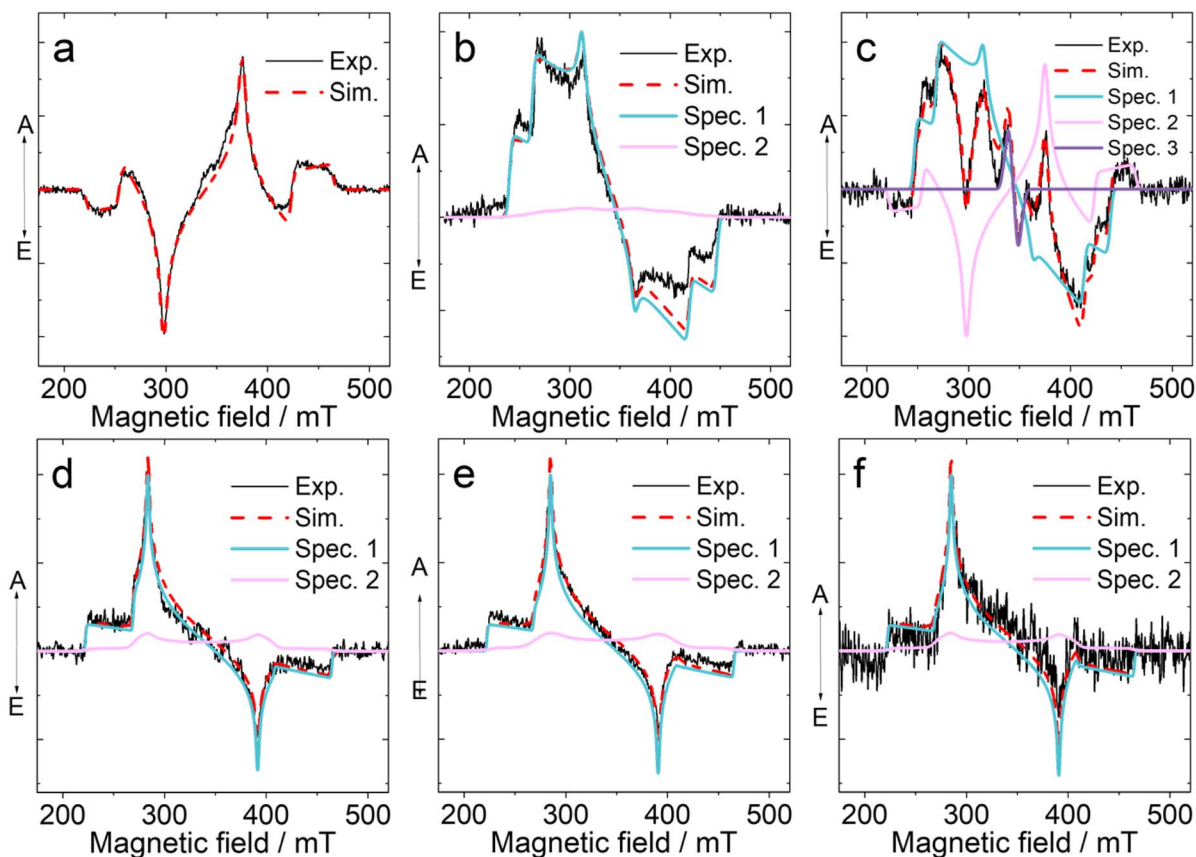 a
Exp.
Sim.
A
E
200 300 400 500
Magnetic field / mT
b
Exp.
Sim.
Spec. 1
Spec. 2
A
E
200 300 400 500
Magnetic field / mT
c
Exp.
Sim.
Spec. 1
Spec. 2
Spec. 3
A
E
200 300 400 500
Magnetic field / mT
d
Exp.
Sim.
Spec. 1
Spec. 2
A
E
200 300 400 500
Magnetic field / mT
e
Exp.
Sim.
Spec. 1
Spec. 2
A
E
200 300 400 500
Magnetic field / mT
f
Exp.
Sim.
Spec. 1
Spec. 2
A
E
200 300 400 500
Magnetic field / mT